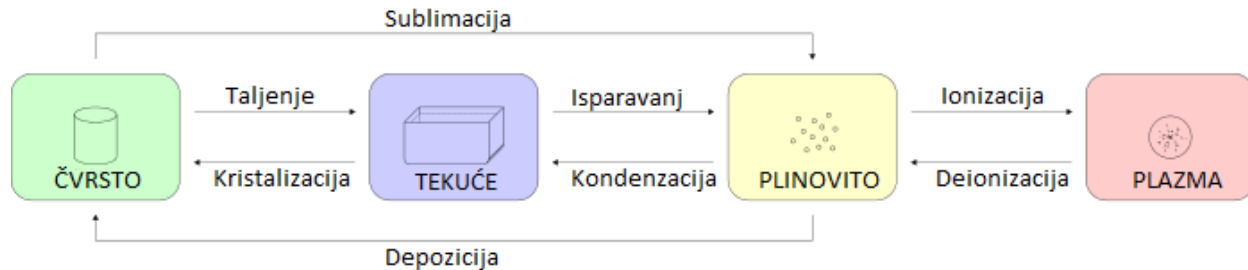 Sublimacija
Taljenje
Isparavanj
Ionizacija
Kristalizacija
Kondenzacija
Deionizacija
ČVRSTO
TEKUĆE
PLINOVITO
PLAZMA
Depozicija